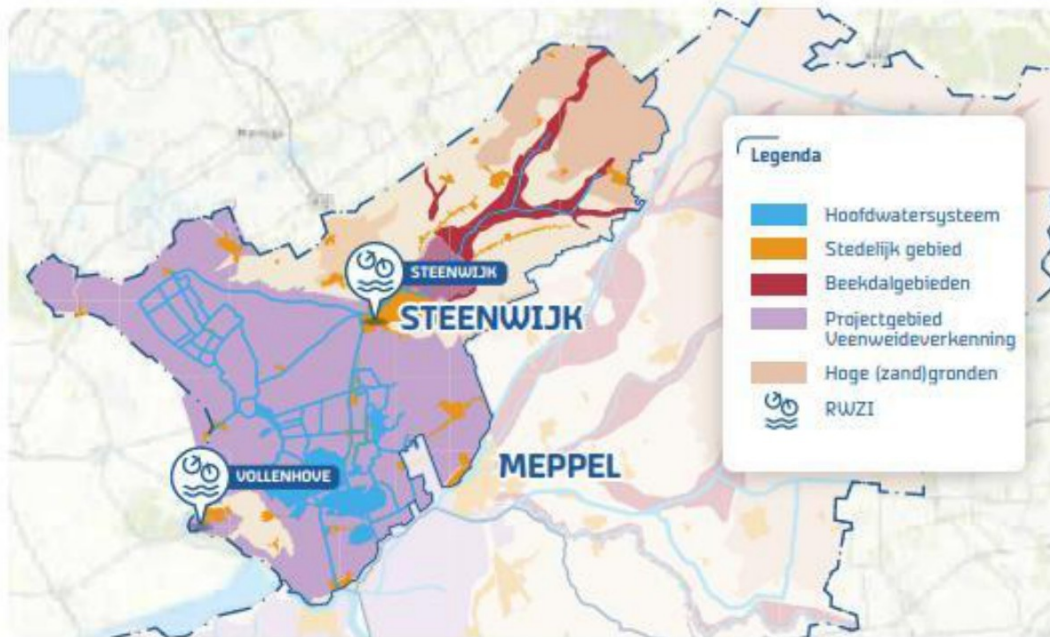 Legenda
Hoofdwatersysteem
Stedelijk gebied
Beekdalgebieden
Projectgebied
Veenweideverkenning
Hoge (zand)gronden
RWZI
STEENWIJK
STEENWIJK
VOLLENHOVE
MEPPEL